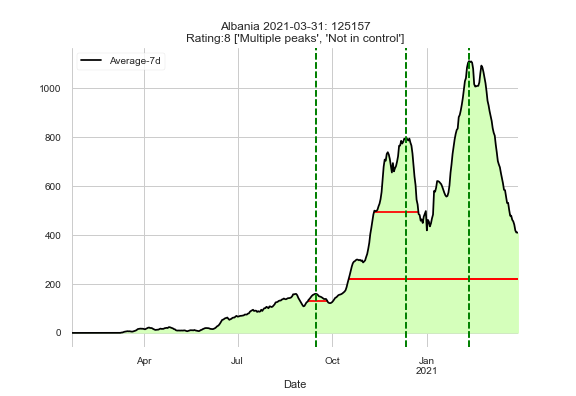 Albania 2021-03-31: 125157
Rating:8 ['Multiple peaks', 'Not in control']
Average-7d
1000
800
600
400
200
0
Apr Jul Oct Jan
2021
Date